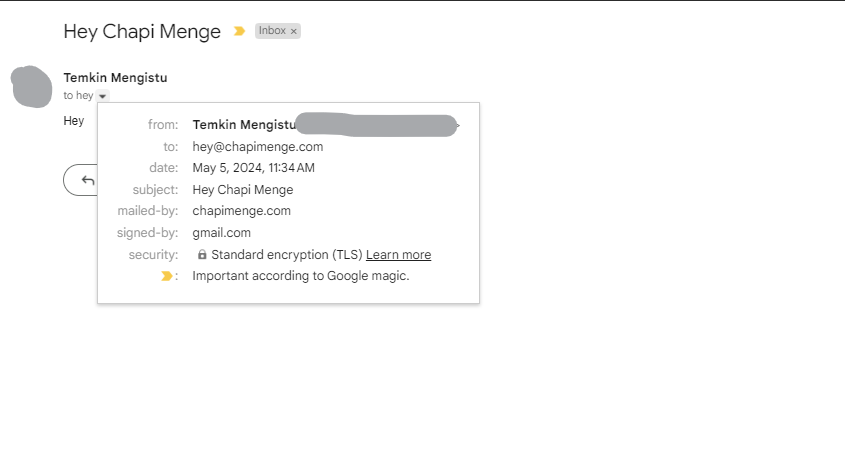 Hey Chapi Menge Inbox ×
Temkin Mengistu
to hey
Hey
from: Temkin Mengistu
to: hey@chapimenge.com
date: May 5, 2024, 11:34 AM
subject: Hey Chapi Menge
mailed-by: chapimenge.com
signed-by: gmail.com
security: Standard encryption (TLS) Learn more
: Important according to Google magic.